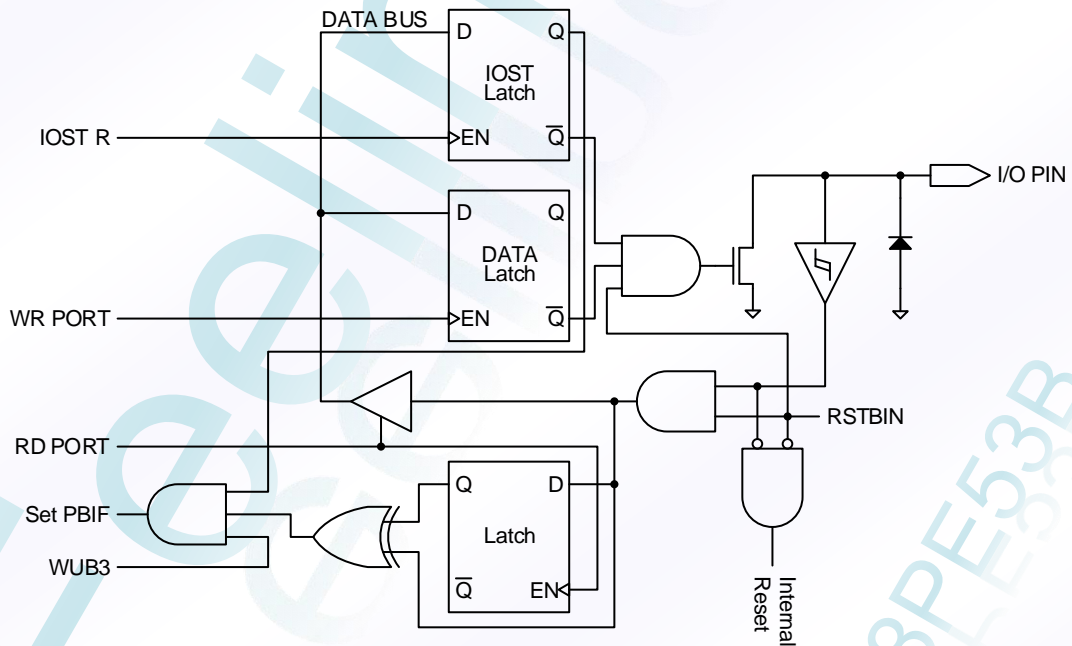 DATA BUS
D
Q
IOST
Latch
IOST R
EN
Q
I/O PIN
D
Q
DATA
Latch
WR PORT
EN
Q
RSTBIN
RD PORT
Q
D
Set PBIF
Latch
WUB3
Q
EN
Internal
Reset
3PE53B